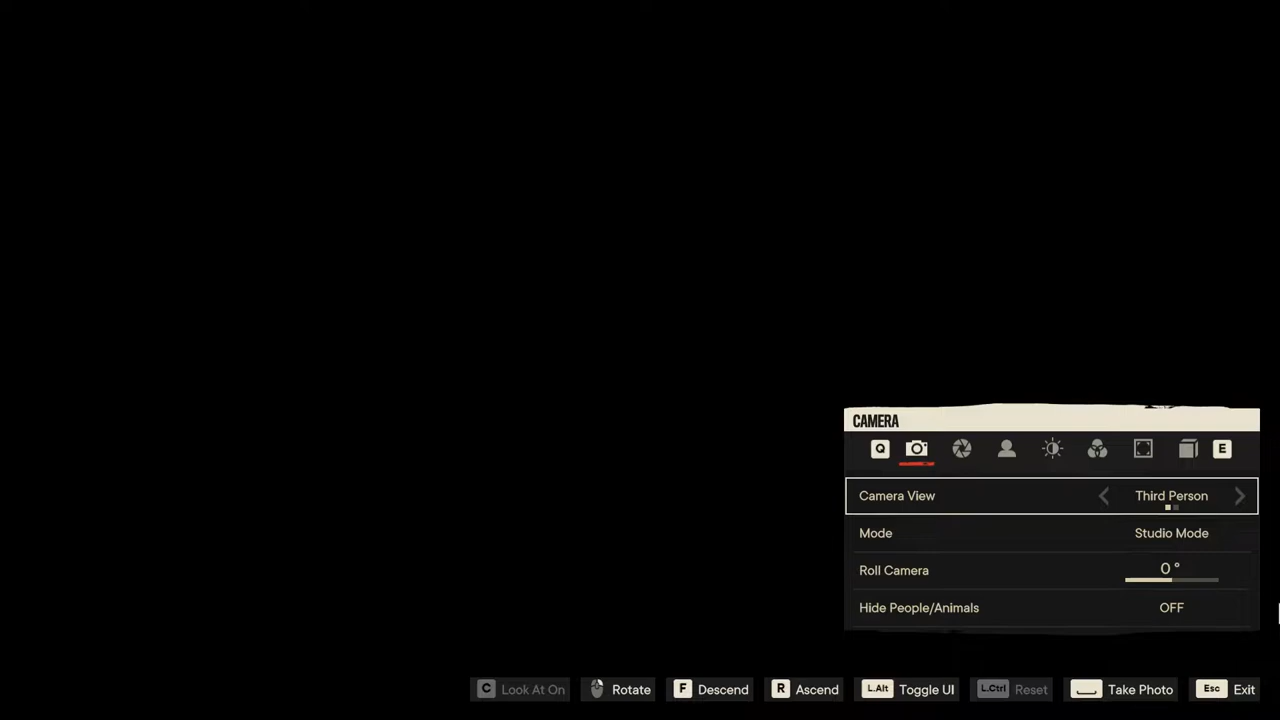 CAMERA
Q E
Camera View Third Person
Mode Studio Mode
Roll Camera 0 °
Hide People/Animals OFF
C Look At On Rotate F Descend R Ascend L.Alt Toggle UI L.Ctrl Reset Take Photo Esc Exit